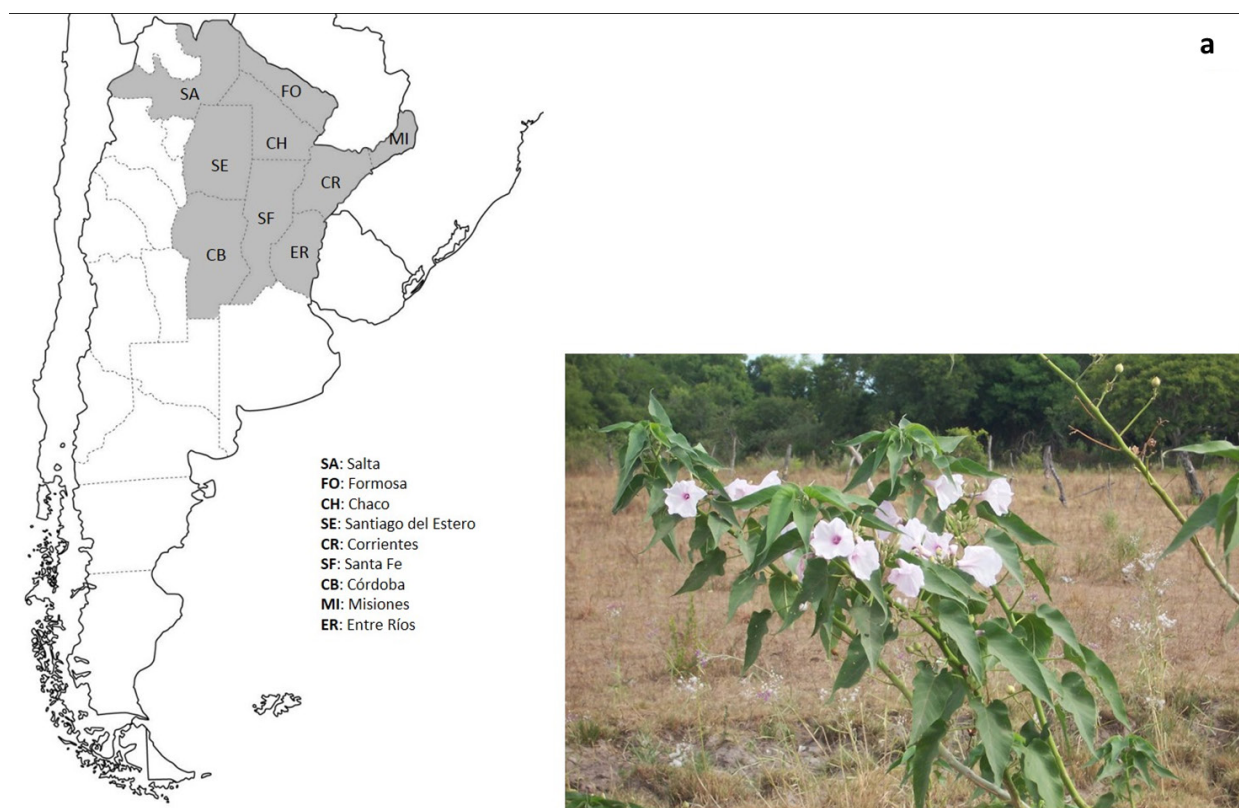 a
SA
FO
CH
MI
SE
CR
SF
CB
ER
SA: Salta
FO: Formosa
CH: Chaco
SE: Santiago del Estero
CR: Corrientes
SF: Santa Fe
CB: Córdoba
MI: Misiones
ER: Entre Ríos